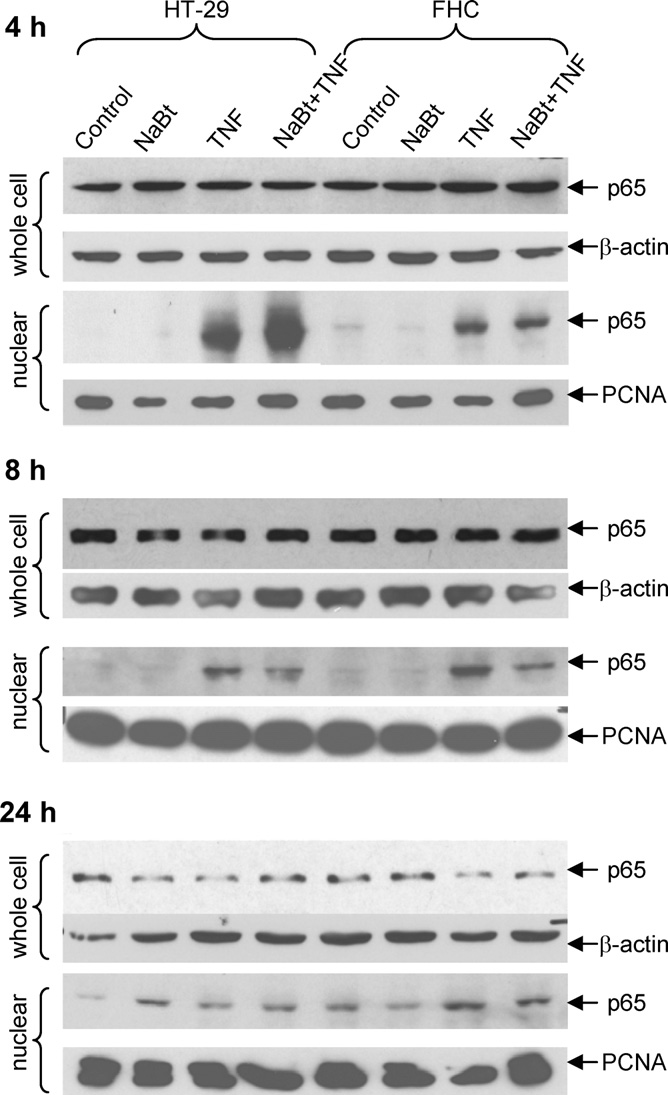 HT-29 FHC
4 h
Control NaBt TNF NaBt+TNF Control NaBt TNF NaBt+TNF
whole cell
p65
β-actin
nuclear
p65
PCNA
8 h
whole cell
p65
β-actin
nuclear
p65
PCNA
24 h
whole cell
p65
β-actin
nuclear
p65
PCNA